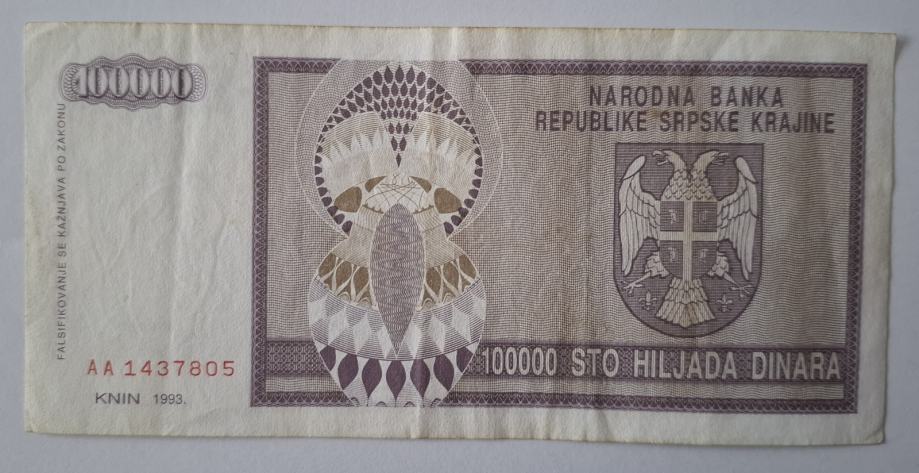 100000
FALSIFIKOVANJE SE KAŽNJAVA PO ZAKONU
NARODNA BANKA
REPUBLIKE SRPSKE KRAJINE
100000 STO HILJADA DINARA
AA 1437805
KNIN 1993.